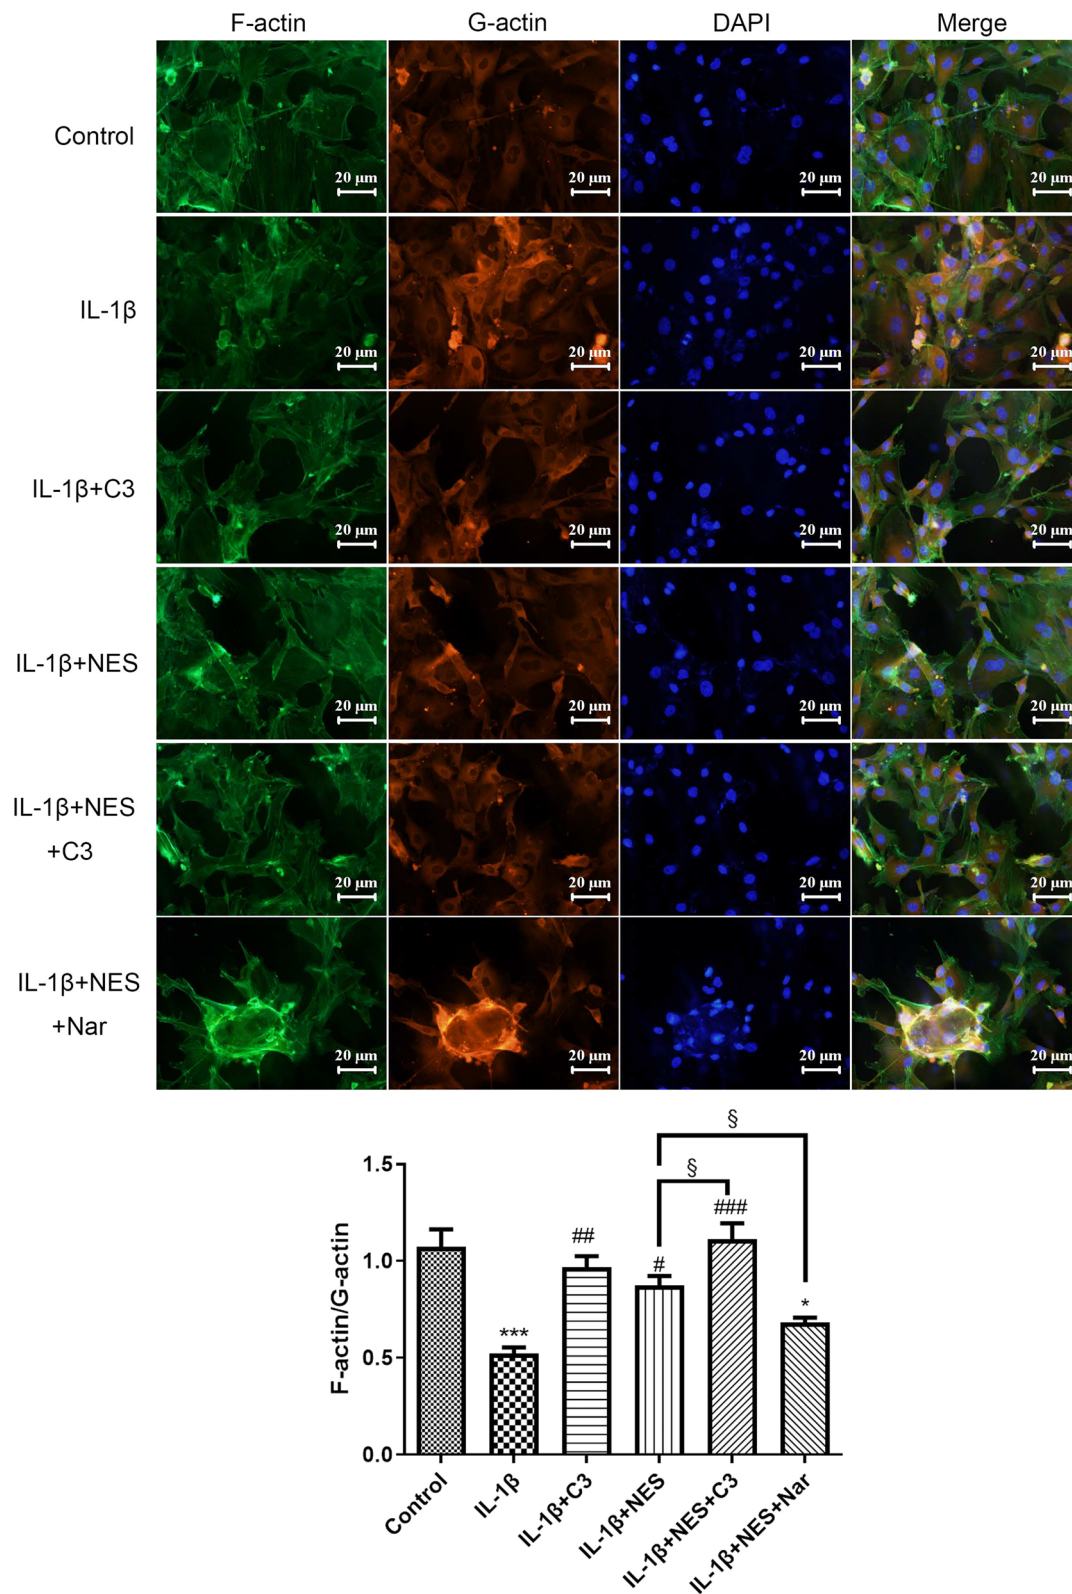 F-actin G-actin DAPI Merge
Control
20 μm 20 μm 20 μm 20 μm
IL-1β
20 μm 20 μm 20 μm 20 μm
IL-1β+C3
20 μm 20 μm 20 μm 20 μm
IL-1β+NES
20 μm 20 μm 20 μm 20 μm
IL-1β+NES
+C3
20 μm 20 μm 20 μm 20 μm
IL-1β+NES
+Nar
20 μm 20 μm 20 μm 20 μm
§
§
1.5
###
##
1.0
#
*
***
0.5
0.0
F-actin/G-actin
Control
IL-1β
IL-1β+C3
IL-1β+NES
IL-1β+NES+C3
IL-1β+NES+Nar